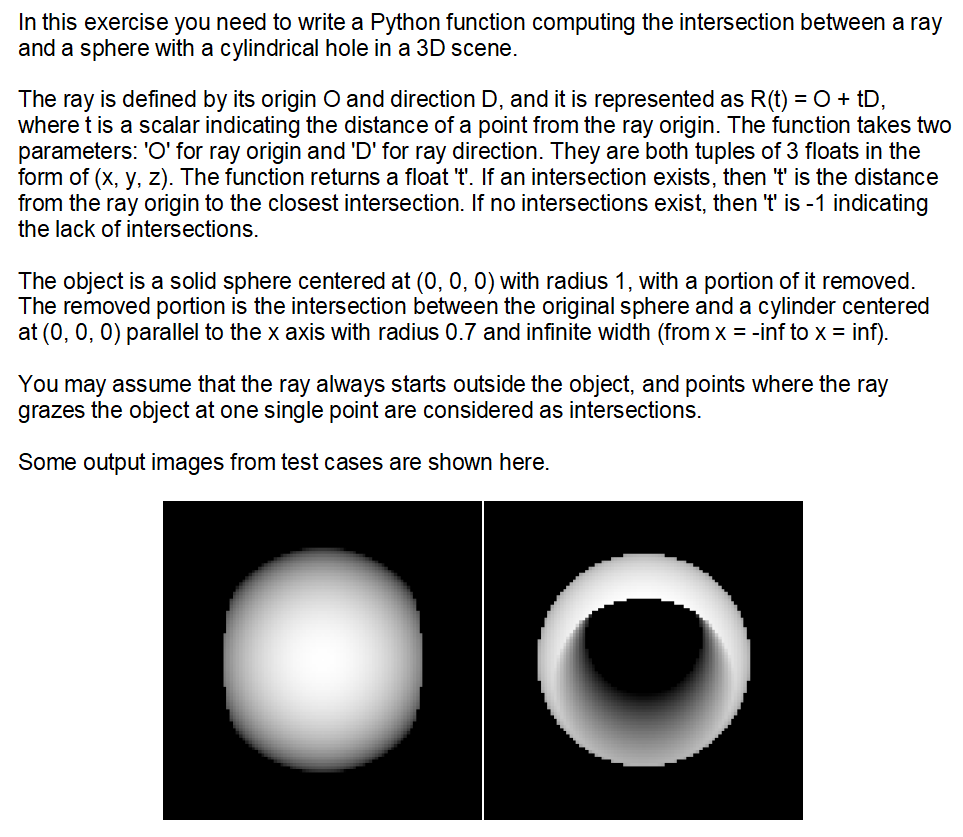 In this exercise you need to write a Python function computing the intersection between a ray
and a sphere with a cylindrical hole in a 3D scene.
The ray is defined by its origin O and direction D, and it is represented as R(t) = O + tD,
where t is a scalar indicating the distance of a point from the ray origin. The function takes two
parameters: 'O' for ray origin and 'D' for ray direction. They are both tuples of 3 floats in the
form of (x, y, z). The function returns a float 't'. If an intersection exists, then 't' is the distance
from the ray origin to the closest intersection. If no intersections exist, then 't' is -1 indicating
the lack of intersections.
The object is a solid sphere centered at (0, 0, 0) with radius 1, with a portion of it removed.
The removed portion is the intersection between the original sphere and a cylinder centered
at (0, 0, 0) parallel to the x axis with radius 0.7 and infinite width (from x = -inf to x = inf).
You may assume that the ray always starts outside the object, and points where the ray
grazes the object at one single point are considered as intersections.
Some output images from test cases are shown here.